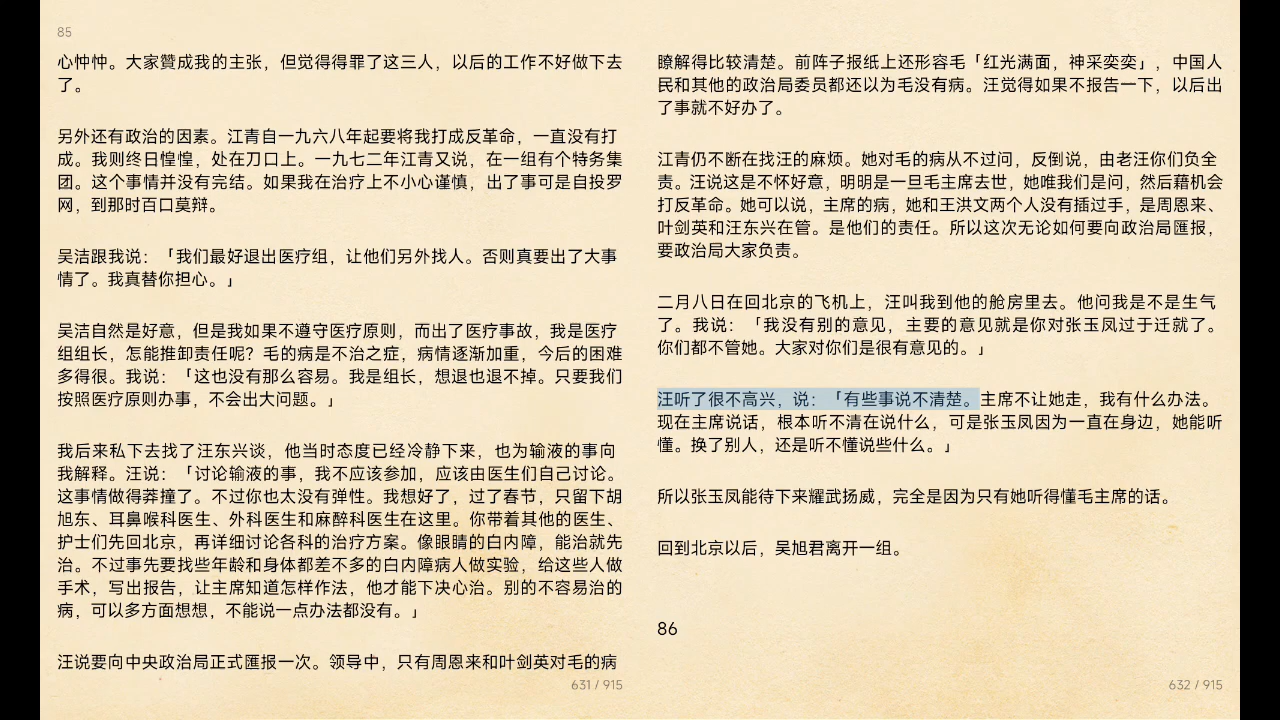 85
心忡忡。大家赞成我的主张，但觉得得罪了这三人，以后的工作不好做下去
了。
另外还有政治的因素。江青自一九六八年起要将我打成反革命，一直没有打
成。我则终日惶惶，处在刀口上。一九七二年江青又说，在一组有个特务集
团。这个事情并没有完结。如果我在治疗上不小心谨慎，出了事可是自投罗
网，到那时百口莫辩。
吴洁跟我说：「我们最好退出医疗组，让他们另外找人。否则真要出了大事
情了。我真替你担心。」
吴洁自然是好意，但是我如果不遵守医疗原则，而出了医疗事故，我是医疗
组组长，怎能推卸责任呢？毛的病是不治之症，病情逐渐加重，今后的困难
多得很。我说：「这也没有那么容易。我是组长，想退也退不掉。只要我们
按照医疗原则办事，不会出大问题。」
我后来私下去找了汪东兴谈，他当时态度已经冷静下来，也为输液的事向
我解释。汪说：「讨论输液的事，我不应该参加，应该由医生们自己讨论。
这事情做得莽撞了。不过你也太没有弹性。我想好了，过了春节，只留下胡
旭东、耳鼻喉科医生、外科医生和麻醉科医生在这里。你带着其他的医生、
护士们先回北京，再详细讨论各科的治疗方案。像眼睛的白内障，能治就先
治。不过事先要找些年龄和身体都差不多的白内障病人做实验，给这些人做
手术，写出报告，让主席知道怎样作法，他才能下决心治。别的不容易治的
病，可以多方面想想，不能说一点办法都没有。」
汪说要向中央政治局正式匯报一次。领导中，只有周恩来和叶剑英对毛的病
631 / 915
瞭解得比较清楚。前阵子报纸上还形容毛「红光满面，神采奕奕」，中国人
民和其他的政治局委员都还以为毛没有病。汪觉得如果不报告一下，以后出
了事就不好办了。
江青仍不断在找汪的麻烦。她对毛的病从不过问，反倒说，由老汪你们负全
责。汪说这是不怀好意，明明是一旦毛主席去世，她唯我们是问，然后藉机会
打反革命。她可以说，主席的病，她和王洪文两个人没有插过手，是周恩来、
叶剑英和汪东兴在管。是他们的责任。所以这次无论如何要向政治局匯报，
要政治局大家负责。
二月八日在回北京的飞机上，汪叫我到他的舱房里去。他问我是不是生气
了。我说：「我没有别的意见，主要的意见就是你对张玉凤过于迁就了。
你们都不管她。大家对你们是很有意见的。」
汪听了很不高兴，说：「有些事说不清楚。主席不让她走，我有什么办法。
现在主席说话，根本听不清在说什么，可是张玉凤因为一直在身边，她能听
懂。换了别人，还是听不懂说些什么。」
所以张玉凤能待下来耀武扬威，完全是因为只有她听得懂毛主席的话。
回到北京以后，吴旭君离开一组。
86
632 / 915